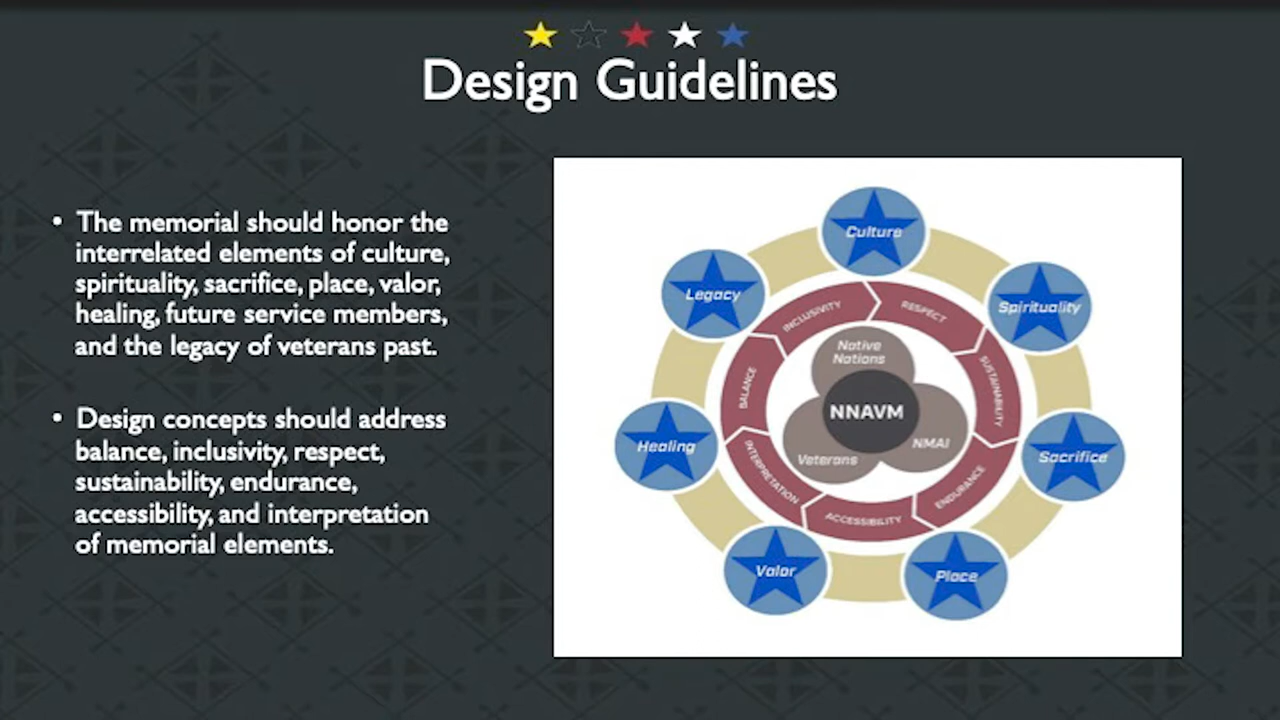 Design Guidelines
• The memorial should honor the
interrelated elements of culture,
spirituality, sacrifice, place, valor,
healing, future service members,
and the legacy of veterans past.
• Design concepts should address
balance, inclusivity, respect,
sustainability, endurance,
accessibility, and interpretation
of memorial elements.
Culture
Spirituality
Sacrifice
Place
Valor
Healing
Legacy
INCLUSIVITY
RESPECT
SUSTAINABILITY
ENDURANCE
ACCESSIBILITY
INTERPRETATION
BALANCE
Native
Nations
NNAVM
NMAI
Veterans